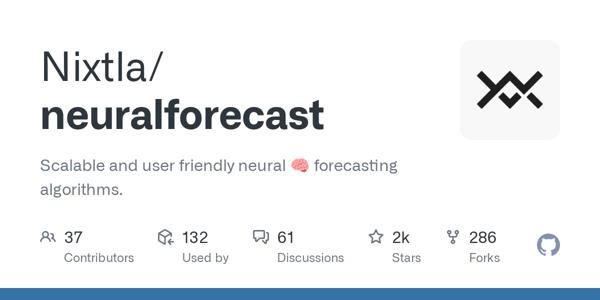 Nixtla/
neuralforecast
Scalable and user friendly neural 🧠 forecasting
algorithms.
37 132 61 2k 286
Contributors Used by Discussions Stars Forks